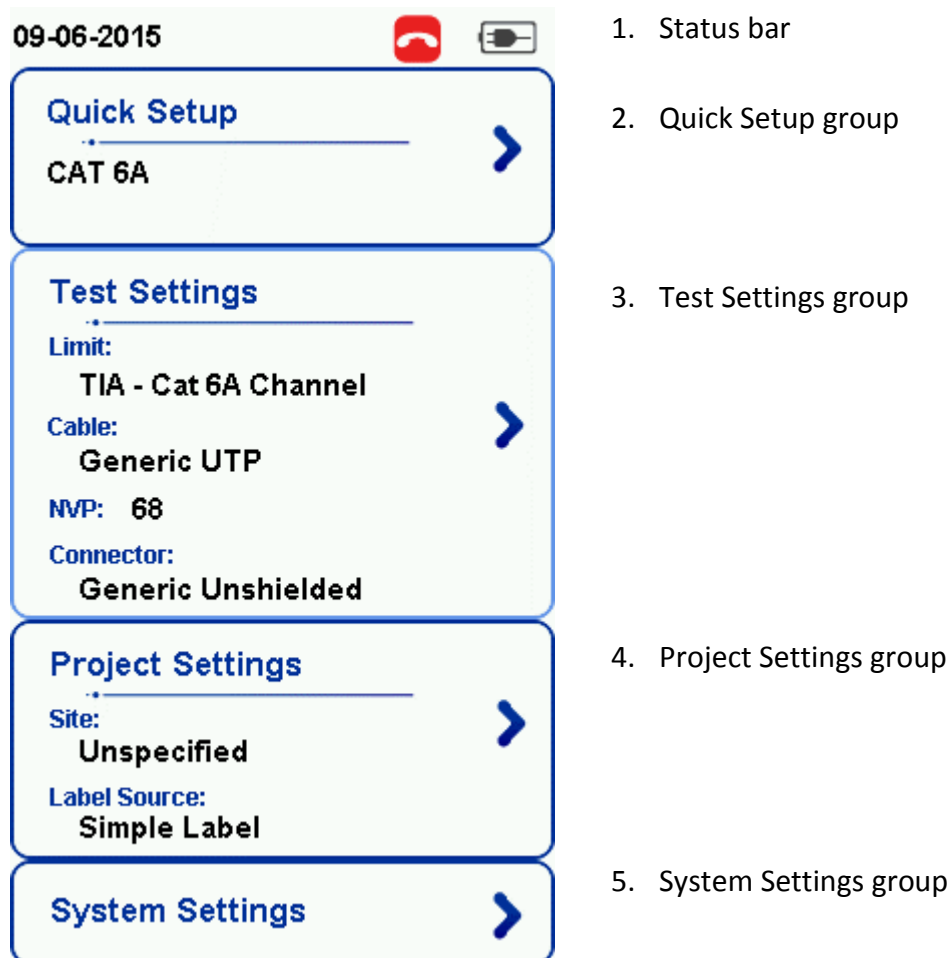 09-06-2015
1. Status bar
Quick Setup
2. Quick Setup group
CAT 6A
Test Settings
3. Test Settings group
Limit:
TIA - Cat 6A Channel
Cable:
Generic UTP
NVP: 68
Connector:
Generic Unshielded
Project Settings
4. Project Settings group
Site:
Unspecified
Label Source:
Simple Label
System Settings
5. System Settings group